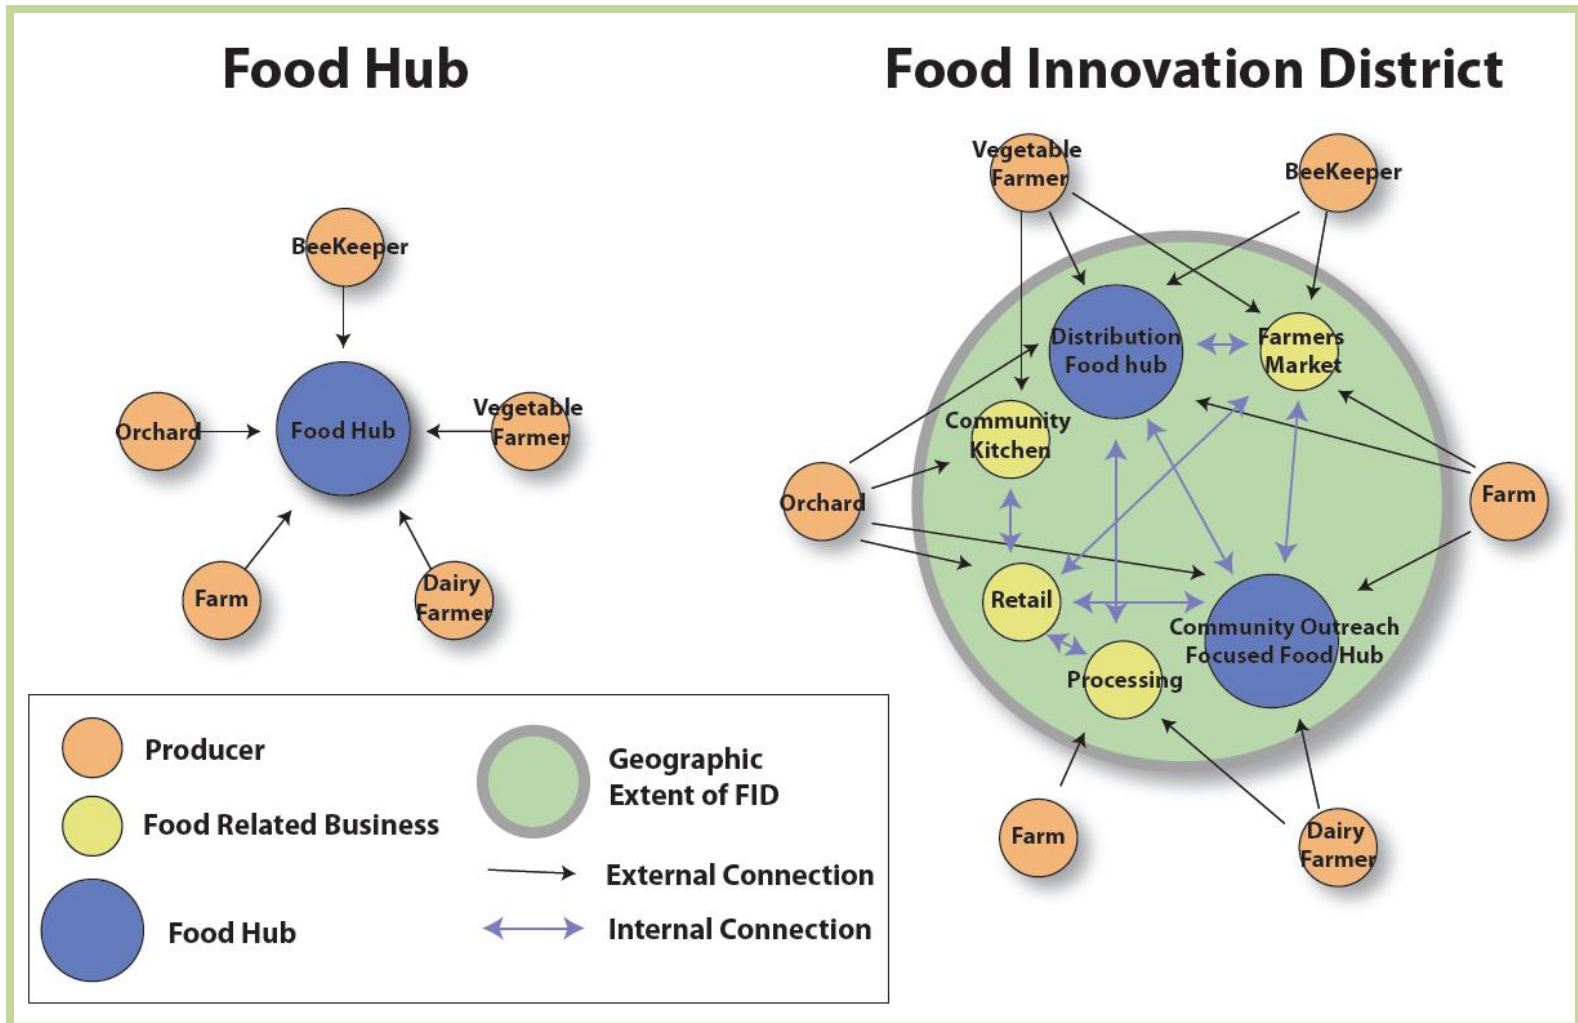 Food Hub
BeeKeeper
Orchard
Food Hub
Vegetable
Farmer
Farm
Dairy
Farmer
Food Innovation District
Vegetable
Farmer
BeeKeeper
Distribution
Food hub
Farmers
Market
Community
Kitchen
Orchard
Farm
Retail
Community Outreach
Focused Food Hub
Processing
Farm
Dairy
Farmer
Producer
Food Related Business
Food Hub
Geographic
Extent of FID
External Connection
Internal Connection